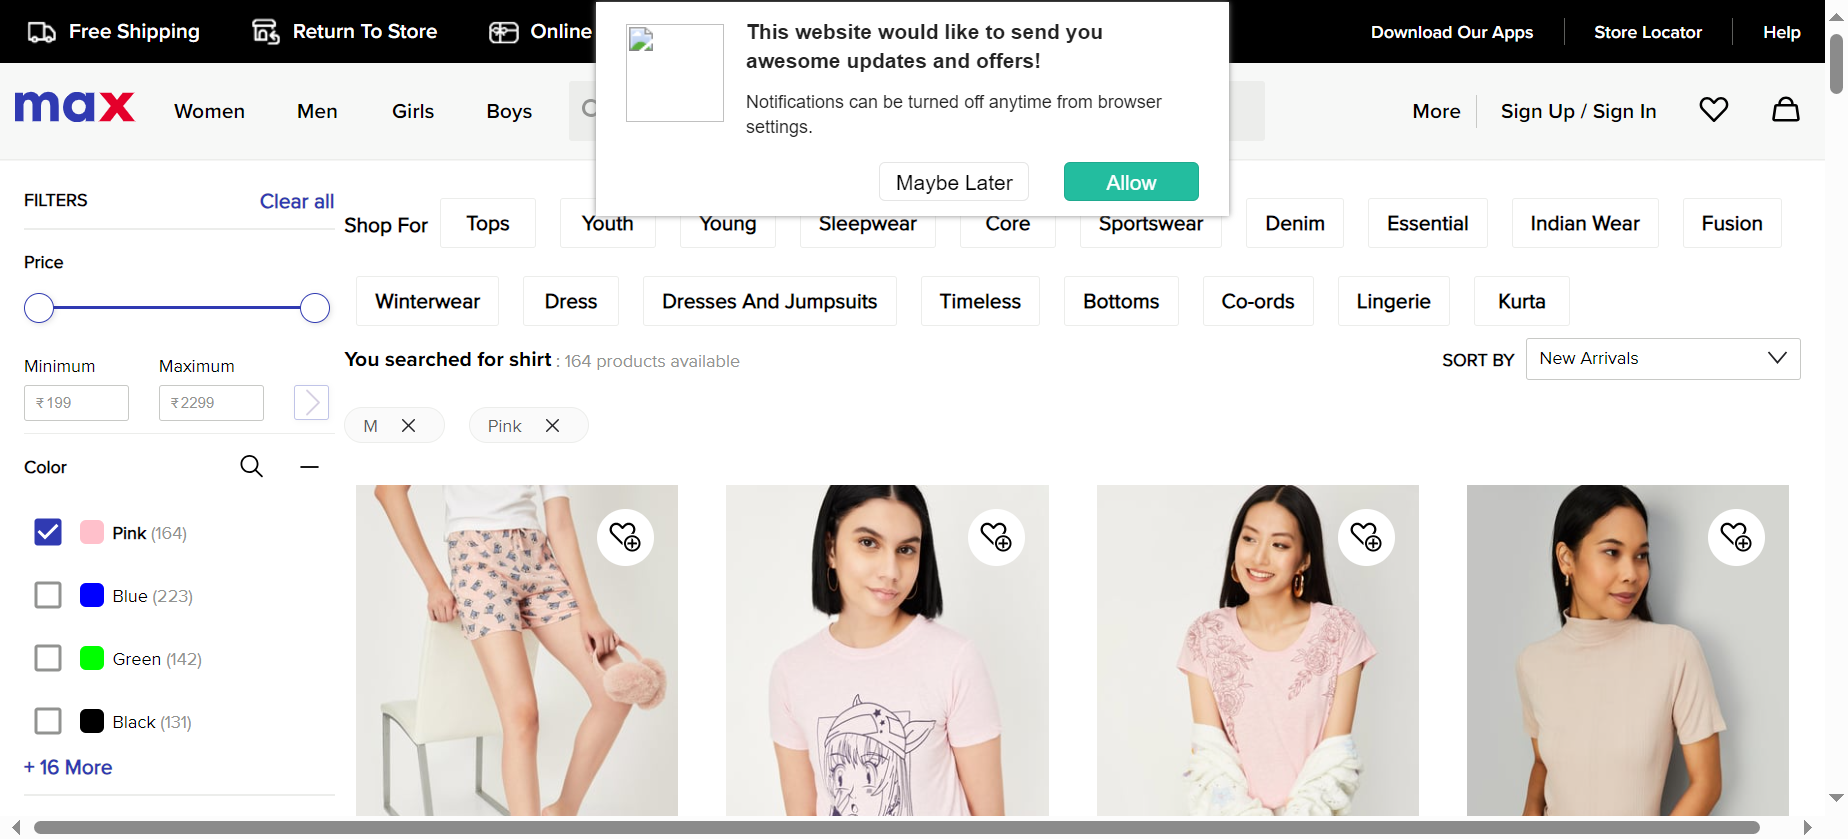 Free Shipping
Return To Store
Online
This website would like to send you
awesome updates and offers!
Notifications can be turned off anytime from browser
settings.
Maybe Later
Allow
Download Our Apps
Store Locator
Help
max
Women
Men
Girls
Boys
More
Sign Up / Sign In
FILTERS
Clear all
Price
Minimum
Maximum
₹ 199
₹ 2299
Color
Pink (164)
Blue (223)
Green (142)
Black (131)
+ 16 More
Shop For
Tops
Youth
Young
Sleepwear
Core
Sportswear
Denim
Essential
Indian Wear
Fusion
Winterwear
Dress
Dresses And Jumpsuits
Timeless
Bottoms
Co-ords
Lingerie
Kurta
You searched for shirt : 164 products available
SORT BY
New Arrivals
M
Pink